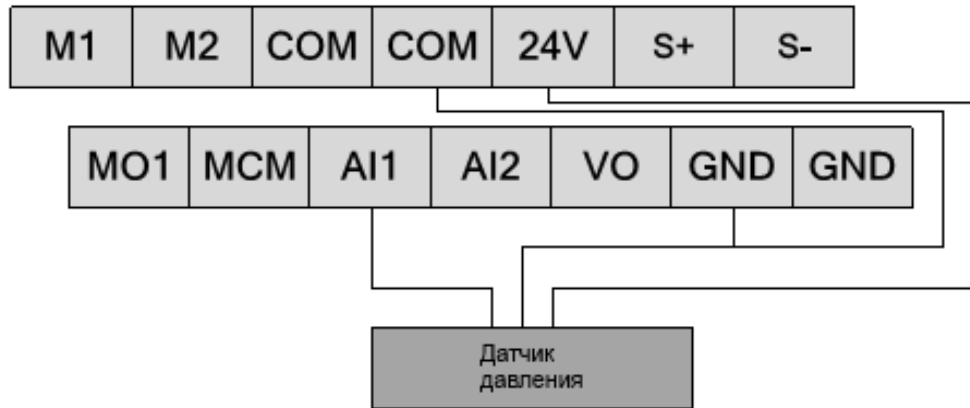 M1 M2 COM COM 24V S+ S-
MO1 MCM AI1 AI2 VO GND GND
Датчик
давления